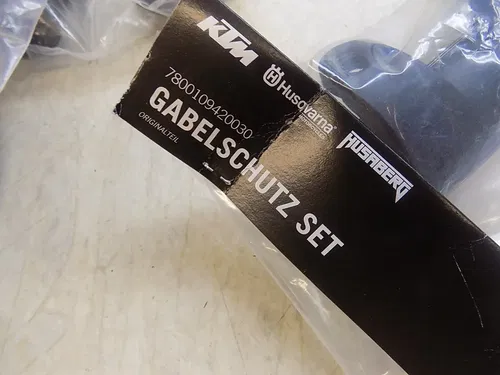 KTM
Husqvarna
HUSABERG
7800109420030
GABELSCHUTZ SET
ORIGINALTEIL